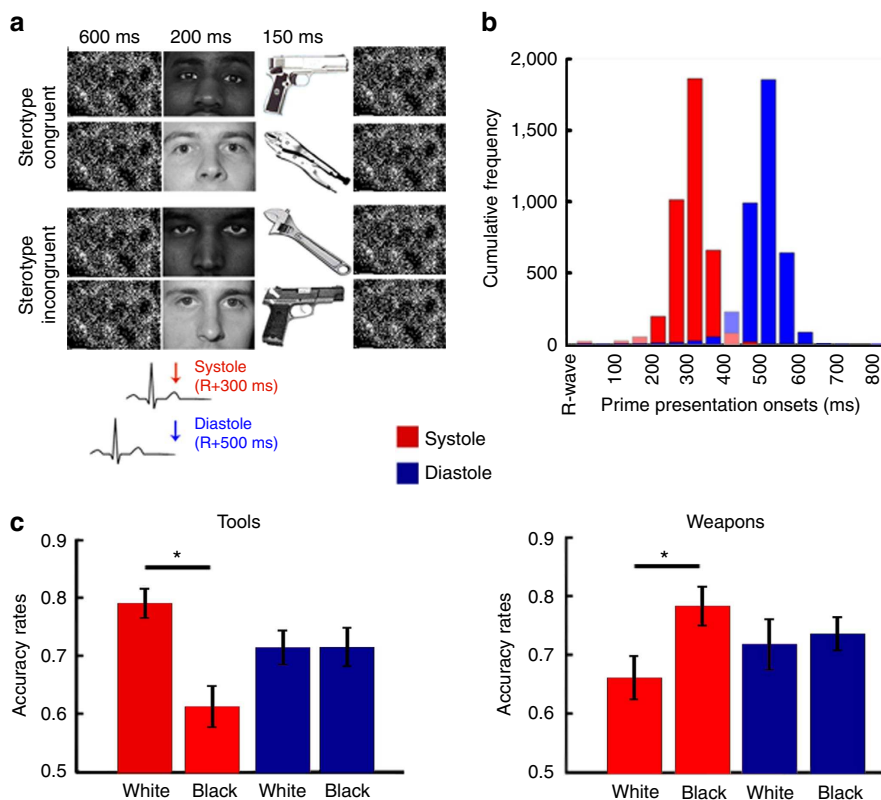 a
600 ms 200 ms 150 ms
Sterotype
congruent
Sterotype
incongruent
Systole
(R+300 ms)
Diastole
(R+500 ms)
b
2,000
1,500
1,000
500
0
Cumulative frequency
R-wave 100 200 300 400 500 600 700 800
Prime presentation onsets (ms)
Systole
Diastole
c
Tools
0.9
0.8
0.7
0.6
0.5
Accuracy rates
*
White Black White Black
Weapons
0.9
0.8
0.7
0.6
0.5
Accuracy rates
*
White Black White Black